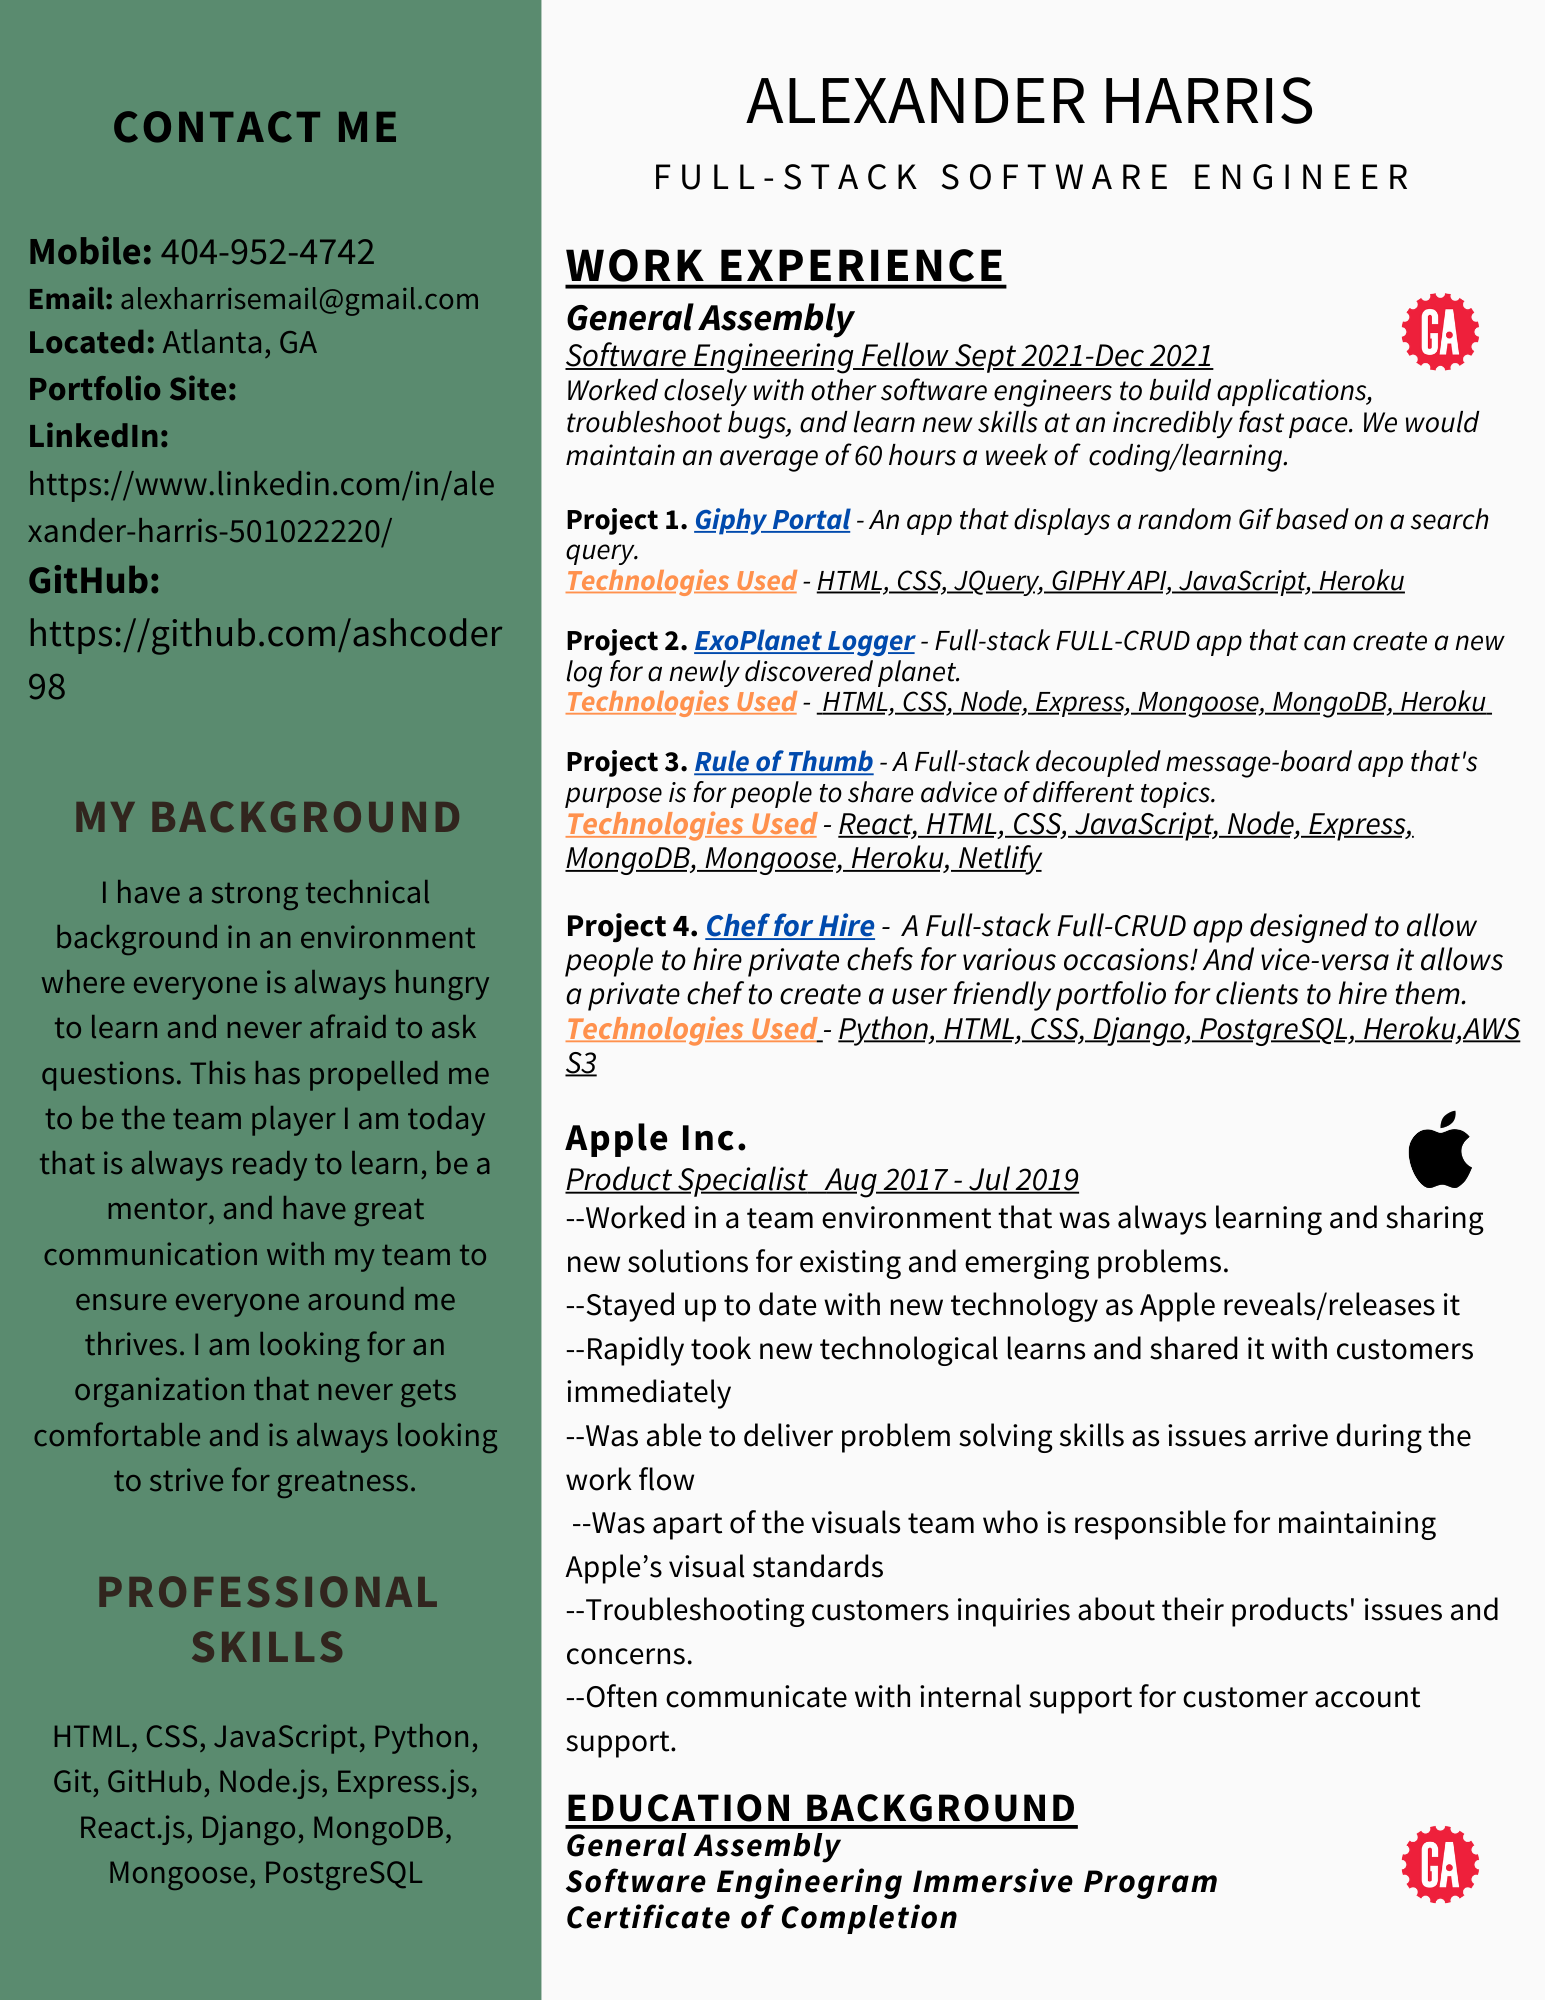 CONTACT ME
Mobile: 404-952-4742
Email: alexharrisemail@gmail.com
Located: Atlanta, GA
Portfolio Site:
LinkedIn:
https://www.linkedin.com/in/ale
xander-harris-501022220/
GitHub:
https://github.com/ashcoder
98
MY BACKGROUND
I have a strong technical
background in an environment
where everyone is always hungry
to learn and never afraid to ask
questions. This has propelled me
to be the team player I am today
that is always ready to learn, be a
mentor, and have great
communication with my team to
ensure everyone around me
thrives. I am looking for an
organization that never gets
comfortable and is always looking
to strive for greatness.
PROFESSIONAL
SKILLS
HTML, CSS, JavaScript, Python,
Git, GitHub, Node.js, Express.js,
React.js, Django, MongoDB,
Mongoose, PostgreSQL
ALEXANDER HARRIS
FULL-STACK SOFTWARE ENGINEER
WORK EXPERIENCE
General Assembly
GA
Software Engineering Fellow Sept 2021-Dec 2021
Worked closely with other software engineers to build applications,
troubleshoot bugs, and learn new skills at an incredibly fast pace. We would
maintain an average of 60 hours a week of coding/learning.
Project 1. Giphy Portal - An app that displays a random Gif based on a search
query.
Technologies Used - HTML, CSS, JQuery, GIPHY API, JavaScript, Heroku
Project 2. ExoPlanet Logger - Full-stack FULL-CRUD app that can create a new
log for a newly discovered planet.
Technologies Used - HTML, CSS, Node, Express, Mongoose, MongoDB, Heroku
Project 3. Rule of Thumb - A Full-stack decoupled message-board app that's
purpose is for people to share advice of different topics.
Technologies Used - React, HTML, CSS, JavaScript, Node, Express,
MongoDB, Mongoose, Heroku, Netlify
Project 4. Chef for Hire - A Full-stack Full-CRUD app designed to allow
people to hire private chefs for various occasions! And vice-versa it allows
a private chef to create a user friendly portfolio for clients to hire them.
Technologies Used - Python, HTML, CSS, Django, PostgreSQL, Heroku,AWS
S3
Apple Inc.
Product Specialist Aug 2017 - Jul 2019
--Worked in a team environment that was always learning and sharing
new solutions for existing and emerging problems.
--Stayed up to date with new technology as Apple reveals/releases it
--Rapidly took new technological learns and shared it with customers
immediately
--Was able to deliver problem solving skills as issues arrive during the
work flow
--Was apart of the visuals team who is responsible for maintaining
Apple’s visual standards
--Troubleshooting customers inquiries about their products' issues and
concerns.
--Often communicate with internal support for customer account
support.
EDUCATION BACKGROUND
General Assembly
Software Engineering Immersive Program
GA
Certificate of Completion